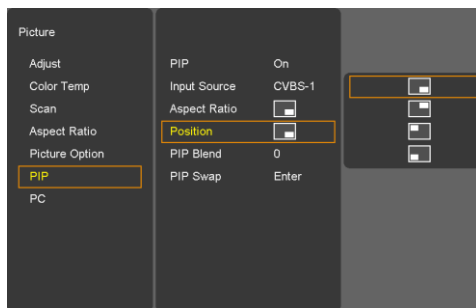 Picture
Adjust
Color Temp
Scan
Aspect Ratio
Picture Option
PIP
PC
PIP On
Input Source CVBS-1
Aspect Ratio
Position
PIP Blend 0
PIP Swap Enter